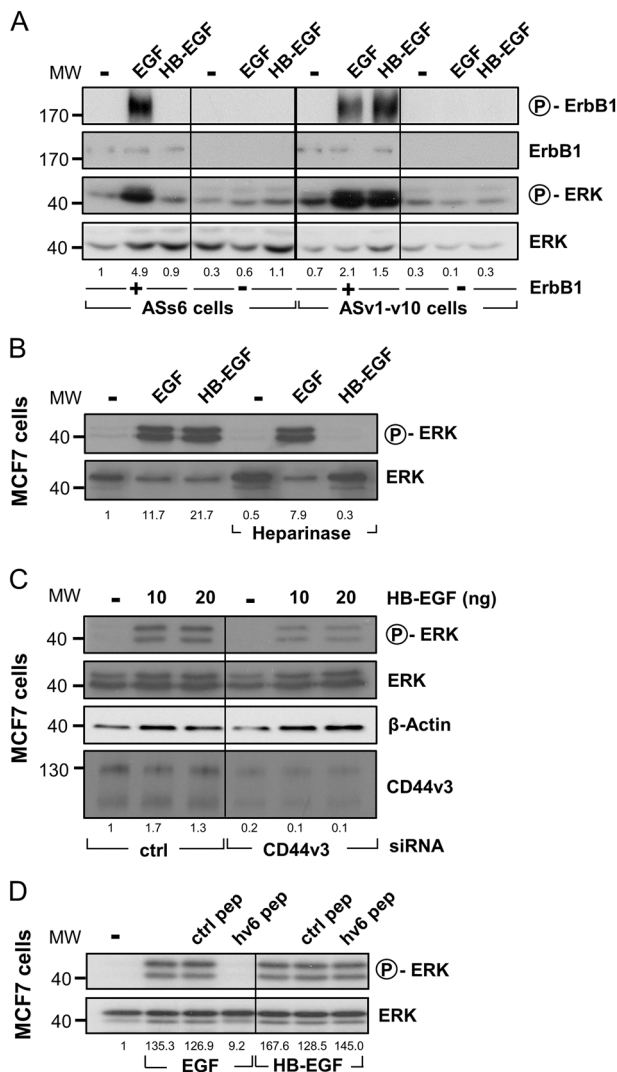 A
MW - EGF HB-EGF - EGF HB-EGF - EGF HB-EGF - EGF HB-EGF
170 Ⓟ- ErbB1
170 ErbB1
40 Ⓟ- ERK
40 ERK
1 4.9 0.9 0.3 0.6 1.1 0.7 2.1 1.5 0.3 0.1 0.3
+ - + - ErbB1
ASs6 cells ASv1-v10 cells
B
MCF7 cells
MW - EGF HB-EGF - EGF HB-EGF
40 Ⓟ- ERK
40 ERK
1 11.7 21.7 0.5 7.9 0.3
Heparinase
C
MCF7 cells
MW - 10 20 - 10 20 HB-EGF (ng)
40 Ⓟ- ERK
40 ERK
40 β-Actin
130 CD44v3
1 1.7 1.3 0.2 0.1 0.1
ctrl CD44v3 siRNA
D
MCF7 cells
MW - ctrl pep hv6 pep ctrl pep hv6 pep
40 Ⓟ- ERK
40 ERK
1 135.3 126.9 9.2 167.6 128.5 145.0
EGF HB-EGF